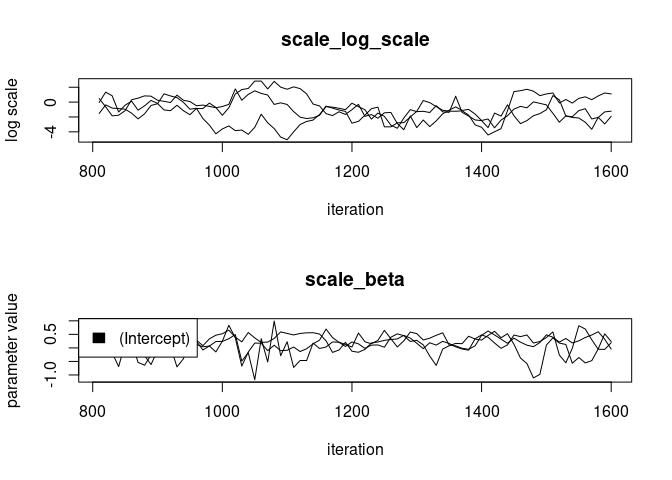 scale_log_scale
log scale
0
-4
800 1000 1200 1400 1600
iteration
scale_beta
parameter value
0.5
-1.0
(Intercept)
800 1000 1200 1400 1600
iteration